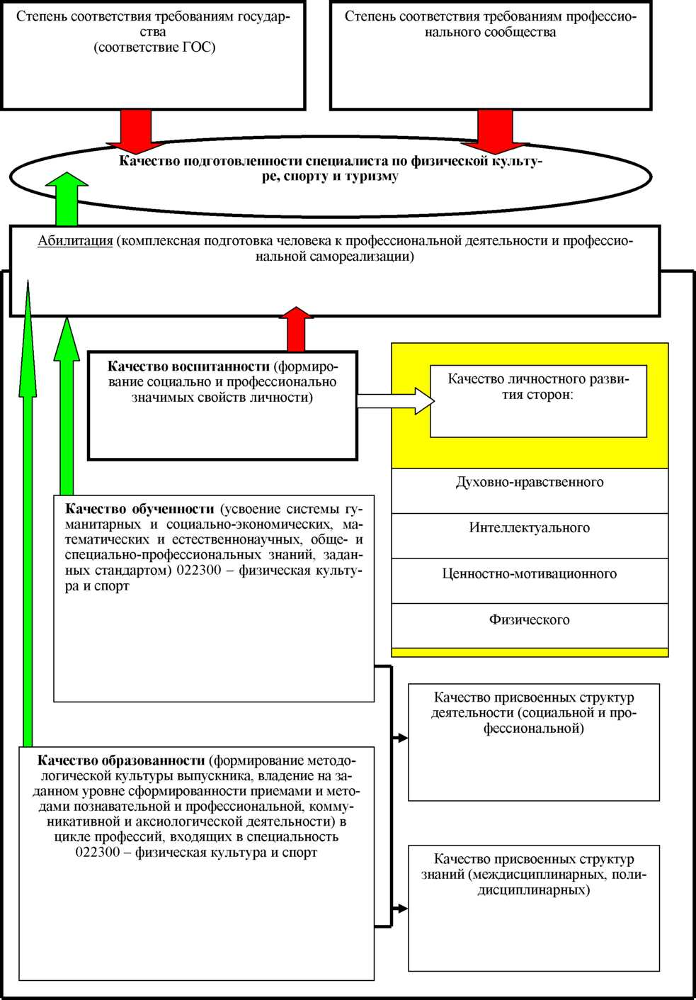 Степень соответствия требованиям государ-
ства
(соответствие ГОС)
Степень соответствия требованиям професси-
онального сообщества
Качество подготовленности специалиста по физической культу-
ре, спорту и туризму
Абилитация (комплексная подготовка человека к профессиональной деятельности и професси-
нальной самореализации)
Качество воспитанности (формиро-
вание социально и профессионально
значимых свойств личности)
Качество личностного разви-
тия сторон:
Духовно-нравственного
Интеллектуального
Ценностно-мотивационного
Физического
Качество обученности (усвоение системы гу-
манитарных и социально-экономических, ма-
тематических и естественнонаучных, обще- и
специально-профессиональных знаний, задан-
ных стандартом) 022300 – физическая культу-
ра и спорт
Качество присвоенных структур
деятельности (социальной и про-
фессиональной)
Качество образованности (формирование методо-
логической культуры выпускника, владение на за-
данном уровне сформированности приемами и мето-
дами познавательной и профессиональной, комму-
никативной и аксиологической деятельности) в
цикле профессий, входящих в специальность
022300 – физическая культура и спорт
Качество присвоенных структур
знаний (междисциплинарных, поли-
дисциплинарных)